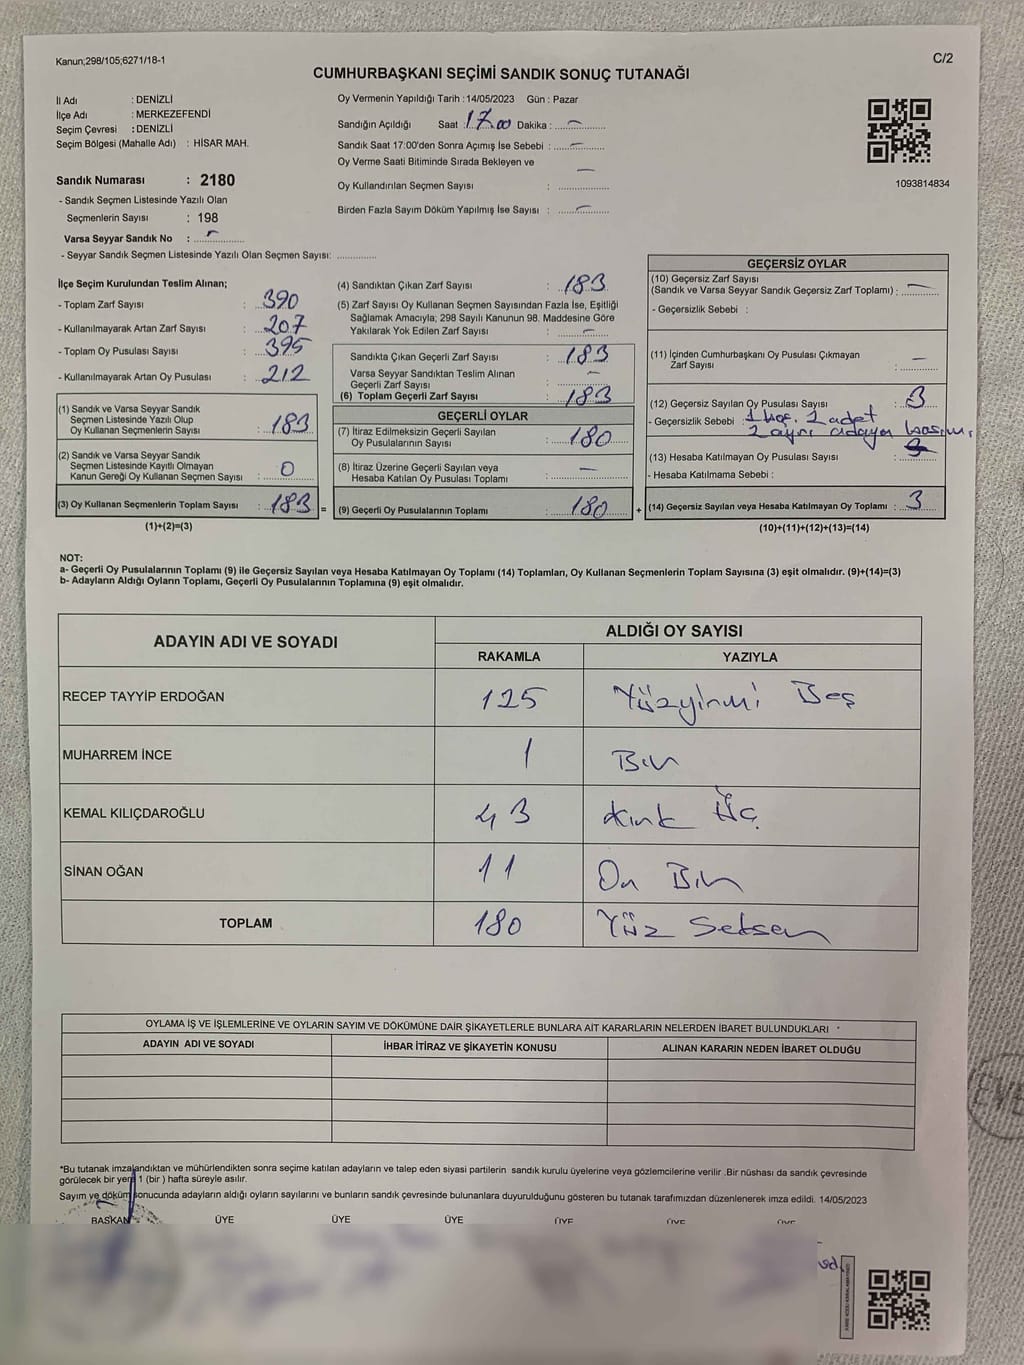 Kanun;298/105;6271/18-1
C/2
CUMHURBAŞKANI SEÇİMİ SANDIK SONUÇ TUTANAĞI
İl Adı : DENİZLİ
İlçe Adı : MERKEZEFENDİ
Seçim Çevresi : DENİZLİ
Seçim Bölgesi (Mahalle Adı) : HİSAR MAH.
Sandık Numarası : 2180
- Sandık Seçmen Listesinde Yazılı Olan
Seçmenlerin Sayısı : 198
Varsa Seyyar Sandık No : -
- Seyyar Sandık Seçmen Listesinde Yazılı Olan Seçmen Sayısı: ..............
Oy Vermenin Yapıldığı Tarih : 14/05/2023 Gün : Pazar
Sandığın Açıldığı Saat : 17.00 Dakika : -
Sandık Saat 17:00'den Sonra Açımış İse Sebebi : -
Oy Verme Saati Bitiminde Sırada Bekleyen ve
Oy Kullandırılan Seçmen Sayısı : -
Birden Fazla Sayım Döküm Yapılmış İse Sayısı : -
1093814834
İlçe Seçim Kurulundan Teslim Alınan;
- Toplam Zarf Sayısı : 390
- Kullanılmayarak Artan Zarf Sayısı : 207
- Toplam Oy Pusulası Sayısı : 395
- Kullanılmayarak Artan Oy Pusulası : 212
(1) Sandık ve Varsa Seyyar Sandık
Seçmen Listesinde Yazılı Olup
Oy Kullanan Seçmenlerin Sayısı : 183
(2) Sandık ve Varsa Seyyar Sandık
Seçmen Listesinde Kayıtlı Olmayan
Kanun Gereği Oy Kullanan Seçmen Sayısı : 0
(3) Oy Kullanan Seçmenlerin Toplam Sayısı : 183 =
(1)+(2)=(3)
(4) Sandıktan Çıkan Zarf Sayısı : 183
(5) Zarf Sayısı Oy Kullanan Seçmen Sayısından Fazla İse, Eşitliği
Sağlamak Amacıyla; 298 Sayılı Kanunun 98. Maddesine Göre
Yakılarak Yok Edilen Zarf Sayısı : -
Sandıkta Çıkan Geçerli Zarf Sayısı : 183
Varsa Seyyar Sandıktan Teslim Alınan
Geçerli Zarf Sayısı : -
(6) Toplam Geçerli Zarf Sayısı : 183
GEÇERLİ OYLAR
(7) İtiraz Edilmeksizin Geçerli Sayılan
Oy Pusulalarının Sayısı : 180
(8) İtiraz Üzerine Geçerli Sayılan veya
Hesaba Katılan Oy Pusulası Toplamı : -
(9) Geçerli Oy Pusulalarının Toplamı : 180 +
GEÇERSİZ OYLAR
(10) Geçersiz Zarf Sayısı
(Sandık ve Varsa Seyyar Sandık Geçersiz Zarf Toplamı) : -
- Geçersizlik Sebebi :
(11) İçinden Cumhurbaşkanı Oy Pusulası Çıkmayan
Zarf Sayısı : -
(12) Geçersiz Sayılan Oy Pusulası Sayısı : 3
- Geçersizlik Sebebi : 1 boş, 2 adet
2 ayrı adaya basım,
(13) Hesaba Katılmayan Oy Pusulası Sayısı :
- Hesaba Katılmama Sebebi :
(14) Geçersiz Sayılan veya Hesaba Katılmayan Oy Toplamı : 3
(10)+(11)+(12)+(13)=(14)
NOT:
a- Geçerli Oy Pusulalarının Toplamı (9) ile Geçersiz Sayılan veya Hesaba Katılmayan Oy Toplamı (14) Toplamları, Oy Kullanan Seçmenlerin Toplam Sayısına (3) eşit olmalıdır. (9)+(14)=(3)
b- Adayların Aldığı Oyların Toplamı, Geçerli Oy Pusulalarının Toplamına (9) eşit olmalıdır.
ADAYIN ADI VE SOYADI
ALDIĞI OY SAYISI
RAKAMLA YAZIYLA
RECEP TAYYİP ERDOĞAN 125 Yüzyirmi Beş
MUHARREM İNCE 1 Bir
KEMAL KILIÇDAROĞLU 43 Kırk Üç
SİNAN OĞAN 11 On Bir
TOPLAM 180 Yüz Seksen
OYLAMA İŞ VE İŞLEMLERİNE VE OYLARIN SAYIM VE DÖKÜMÜNE DAİR ŞİKAYETLERLE BUNLARA AİT KARARLARIN NELERDEN İBARET BULUNDUKLARI
ADAYIN ADI VE SOYADI İHBAR İTİRAZ VE ŞİKAYETİN KONUSU ALINAN KARARIN NEDEN İBARET OLDUĞU
*Bu tutanak imzalandıktan ve mühürlendikten sonra seçime katılan adayların ve talep eden siyasi partilerin sandık kurulu üyelerine veya gözlemcilerine verilir .Bir nüshası da sandık çevresinde
görülecek bir yere 1 (bir ) hafta süreyle asılır.
Sayım ve döküm sonucunda adayların aldığı oyların sayılarını ve bunların sandık çevresinde bulunanlara duyurulduğunu gösteren bu tutanak tarafımızdan düzenlenerek imza edildi. 14/05/2023
BAŞKAN ÜYE ÜYE ÜYE ÜYE ÜYE ÜYE